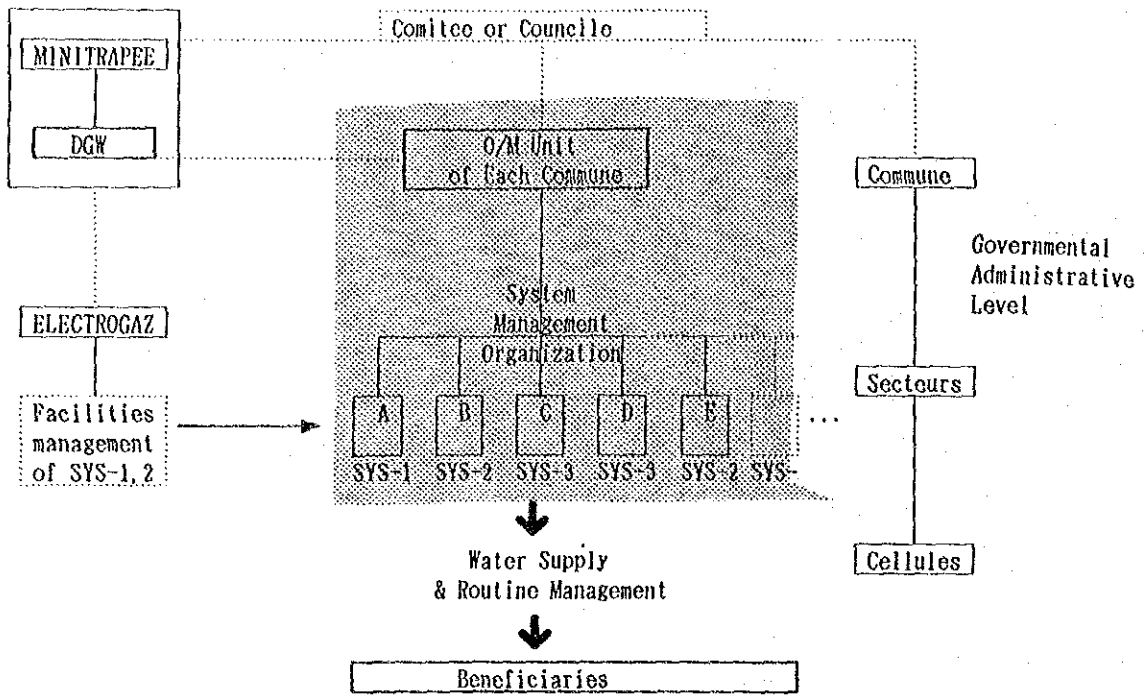 Comitee or Councile
MINITRAPEE
DGW
O/M Unit
of Each Commune
Commune
Governmental
Administrative
Level
System
Management
Organization
ELECTROGAZ
Secteurs
Facilities
management
of SYS-1,2
A B C D E ...
SYS-1 SYS-2 SYS-3 SYS-3 SYS-2 SYS-
Water Supply
& Routine Management
Cellules
Beneficiaries